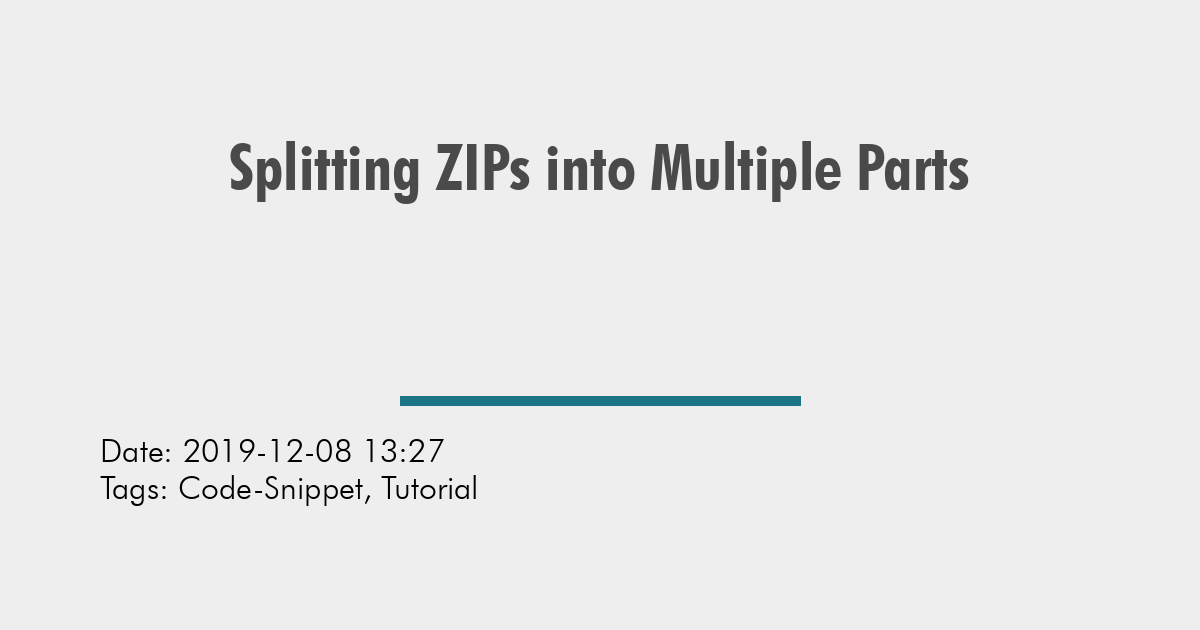 Splitting ZIPs into Multiple Parts
Date: 2019-12-08 13:27
Tags: Code-Snippet, Tutorial